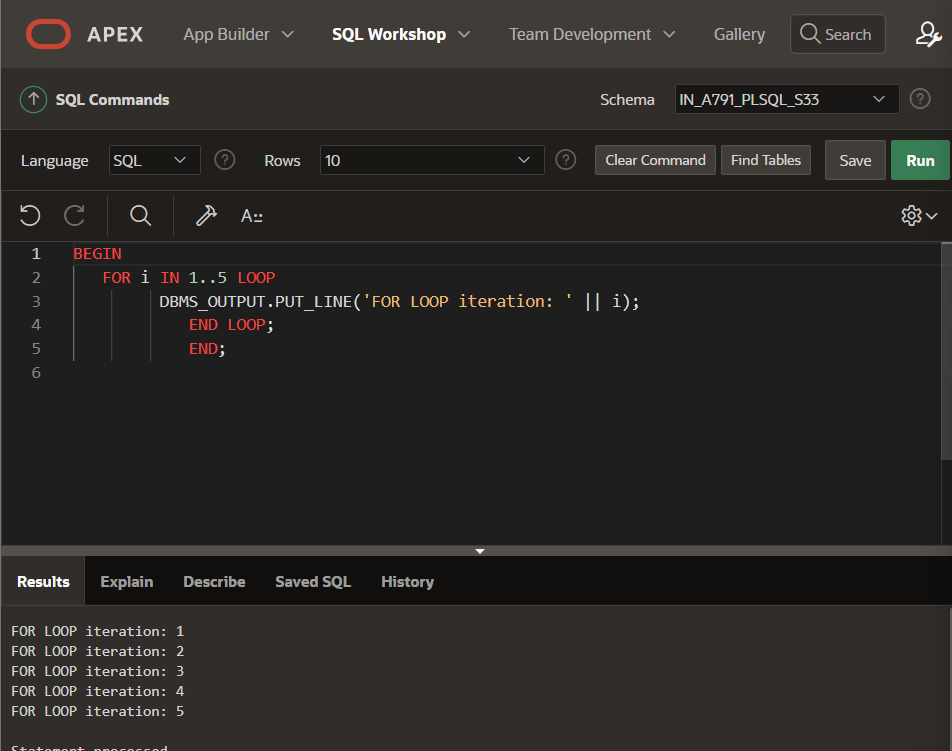 APEX App Builder SQL Workshop Team Development Gallery Search
SQL Commands Schema IN_A791_PLSQL_S33 ?
Language SQL ? Rows 10 ? Clear Command Find Tables Save Run
A::
1 BEGIN
2 FOR i IN 1..5 LOOP
3 DBMS_OUTPUT.PUT_LINE('FOR LOOP iteration: ' || i);
4 END LOOP;
5 END;
6
Results Explain Describe Saved SQL History
FOR LOOP iteration: 1
FOR LOOP iteration: 2
FOR LOOP iteration: 3
FOR LOOP iteration: 4
FOR LOOP iteration: 5
Statement processed